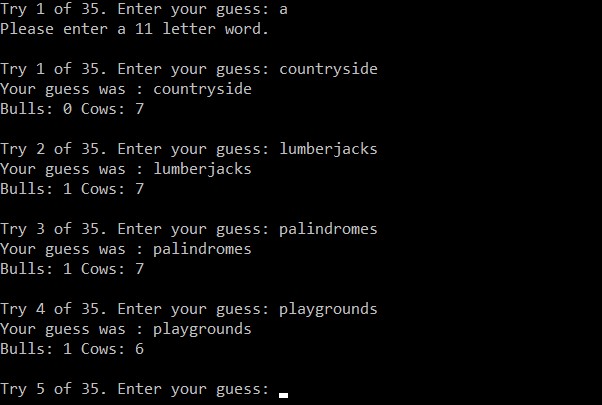 Try 1 of 35. Enter your guess: a
Please enter a 11 letter word.
Try 1 of 35. Enter your guess: countryside
Your guess was : countryside
Bulls: 0 Cows: 7
Try 2 of 35. Enter your guess: lumberjacks
Your guess was : lumberjacks
Bulls: 1 Cows: 7
Try 3 of 35. Enter your guess: palindromes
Your guess was : palindromes
Bulls: 1 Cows: 7
Try 4 of 35. Enter your guess: playgrounds
Your guess was : playgrounds
Bulls: 1 Cows: 6
Try 5 of 35. Enter your guess: